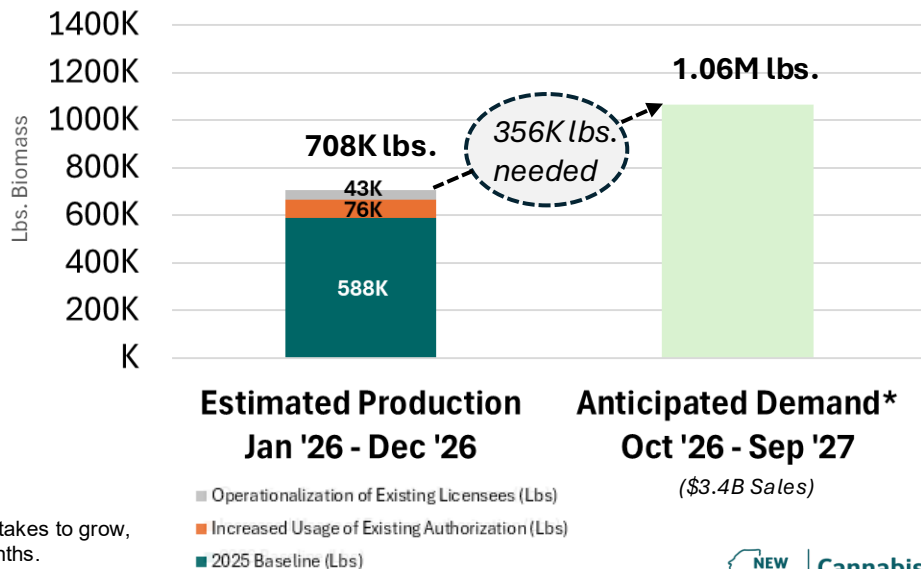 1400K
1200K
1000K
800K
600K
400K
200K
K
Lbs. Biomass
708K lbs.
43K
76K
588K
356K lbs.
needed
1.06M lbs.
Estimated Production
Jan '26 - Dec '26
Anticipated Demand*
Oct '26 - Sep '27
($3.4B Sales)
Operationalization of Existing Licensees (Lbs)
Increased Usage of Existing Authorization (Lbs)
2025 Baseline (Lbs)
takes to grow,
nths.
NEW
Cannabis